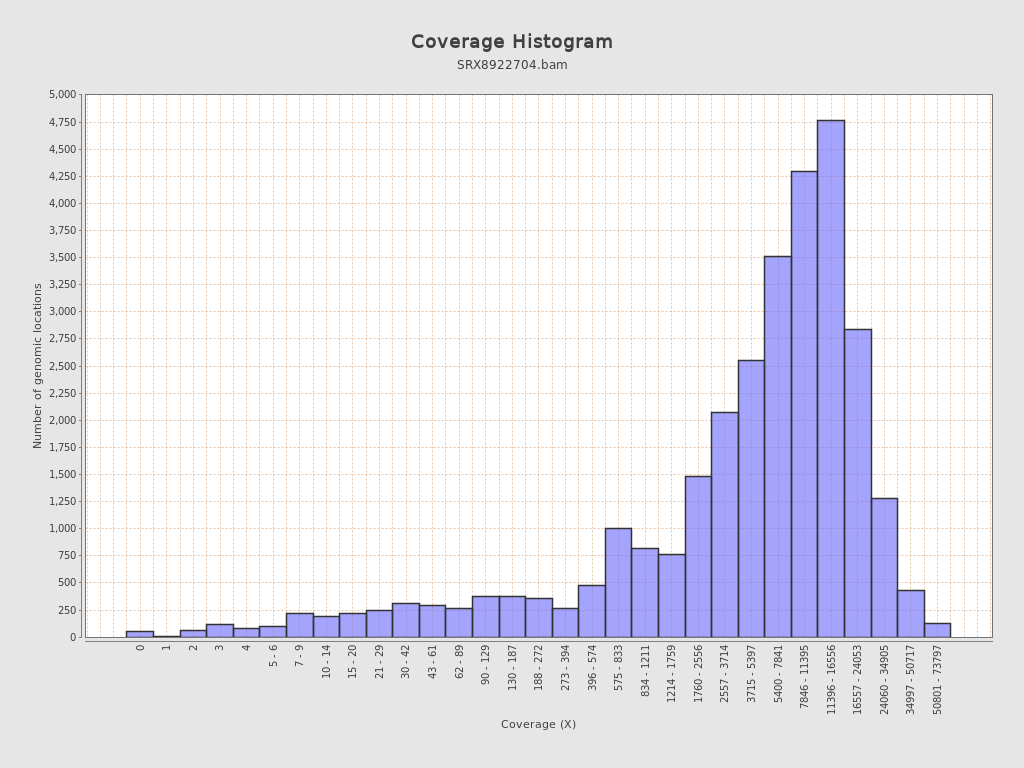 Coverage Histogram
SRX8922704.bam
5,000
4,750
4,500
4,250
4,000
3,750
3,500
3,250
3,000
2,750
2,500
2,250
2,000
1,750
1,500
1,250
1,000
750
500
250
0
Number of genomic locations
0
1
2
3
4
5 - 6
7 - 9
10 - 14
15 - 20
21 - 29
30 - 42
43 - 61
62 - 89
90 - 129
130 - 187
188 - 272
273 - 394
396 - 574
575 - 833
834 - 1211
1214 - 1759
1760 - 2556
2557 - 3714
3715 - 5397
5400 - 7841
7846 - 11395
11396 - 16556
16557 - 24053
24060 - 34905
34997 - 50717
50801 - 73797
Coverage (X)